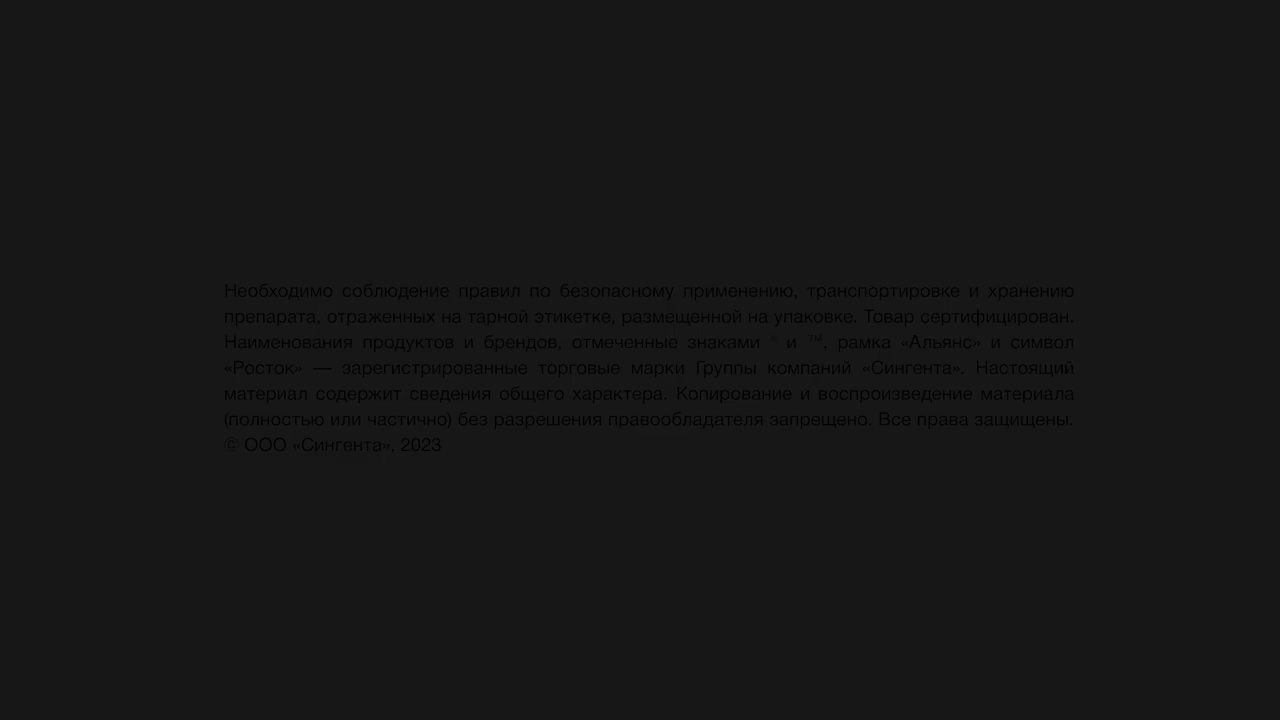 Необходимо соблюдение правил по безопасному применению, транспортировке и хранению
препарата, отраженных на тарной этикетке, размещенной на упаковке. Товар сертифицирован.
Наименования продуктов и брендов, отмеченные знаками ® и ™, рамка «Альянс» и символ
«Росток» — зарегистрированные торговые марки Группы компаний «Сингента». Настоящий
материал содержит сведения общего характера. Копирование и воспроизведение материала
(полностью или частично) без разрешения правообладателя запрещено. Все права защищены.
© ООО «Сингента», 2023